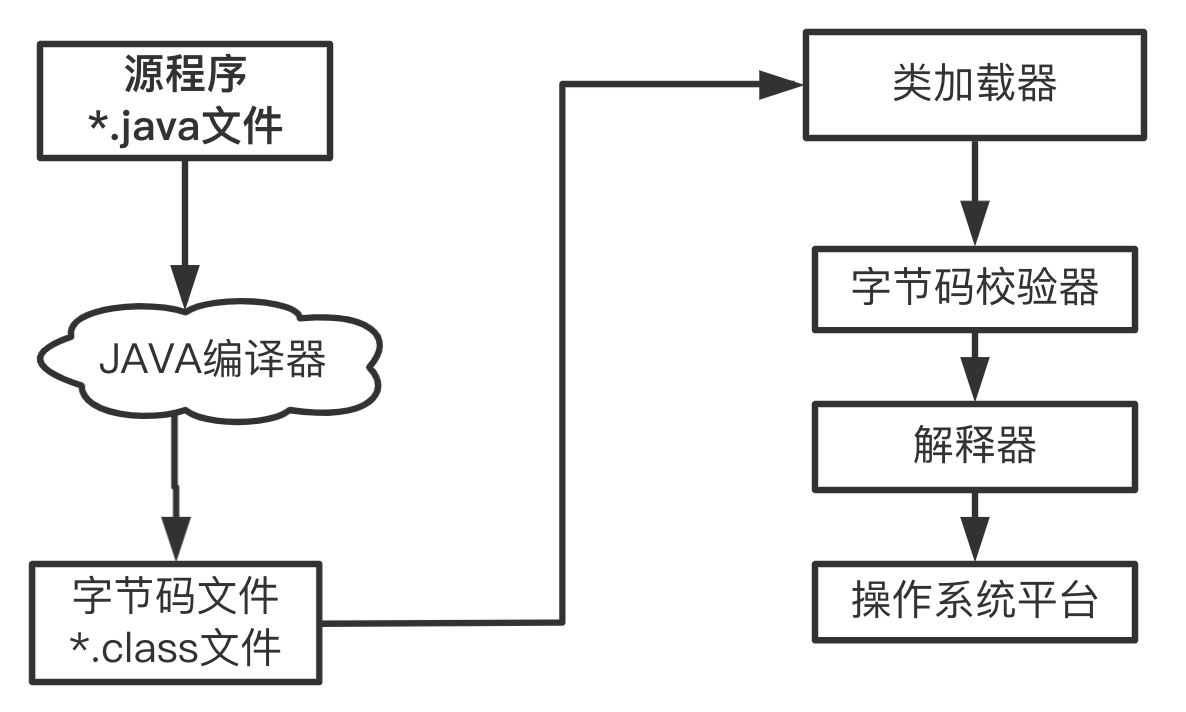 源程序
*.java文件
JAVA编译器
字节码文件
*.class文件
类加载器
字节码校验器
解释器
操作系统平台